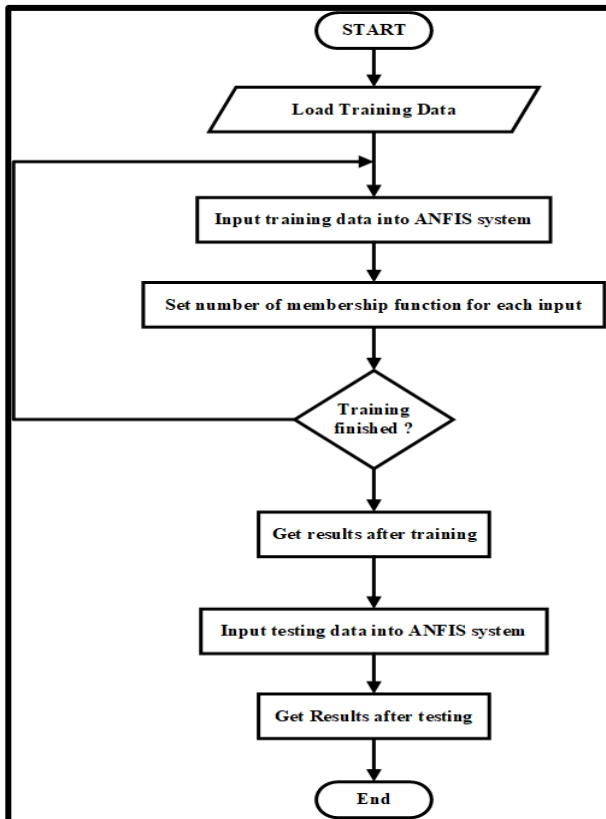 START
Load Training Data
Input training data into ANFIS system
Set number of membership function for each input
Training
finished ?
Get results after training
Input testing data into ANFIS system
Get Results after testing
End